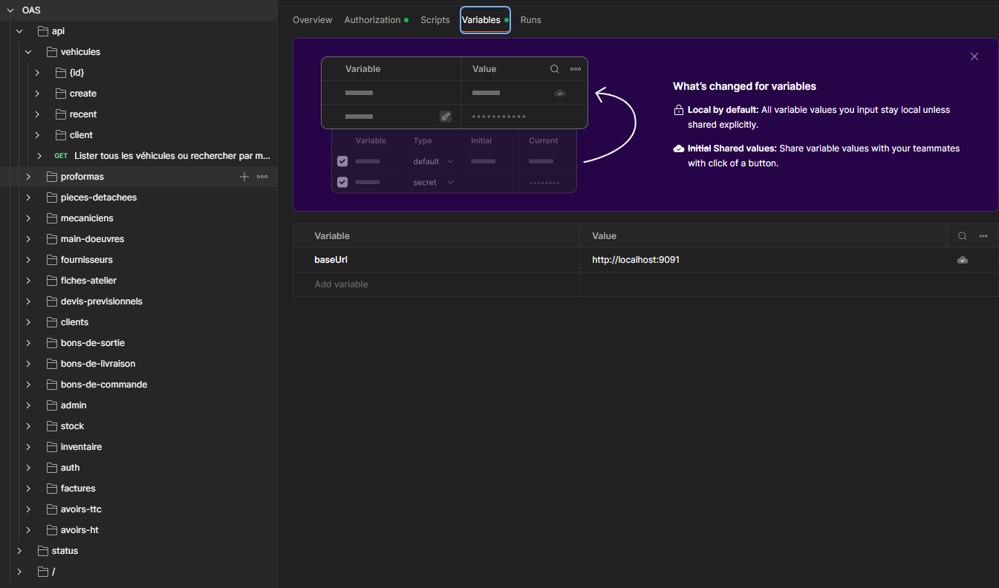 OAS
api
vehicules
{id}
create
recent
client
GET Lister tous les véhicules ou rechercher par m...
proformas
pieces-detachees
mecaniciens
main-doeuvres
fournisseurs
fiches-atelier
devis-previsionnels
clients
bons-de-sortie
bons-de-livraison
bons-de-commande
admin
stock
inventaire
auth
factures
avoirs-ttc
avoirs-ht
status
/
Overview Authorization Scripts Variables Runs
Variable Value
Variable Type Initial Current
default
secret
What's changed for variables
Local by default: All variable values you input stay local unless
shared explicitly.
Initial Shared values: Share variable values with your teammates
with click of a button.
Variable Value
baseUrl http://localhost:9091
Add variable